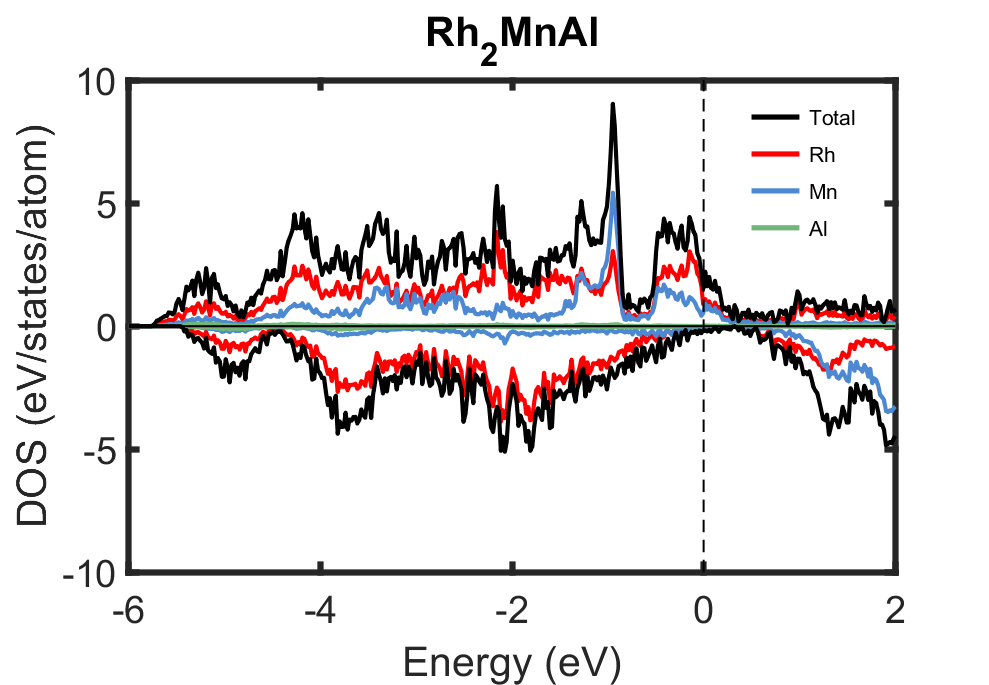 Rh2MnAl
10
5
0
-5
-10
DOS (eV/states/atom)
Total
Rh
Mn
Al
-6
-4
-2
0
2
Energy (eV)